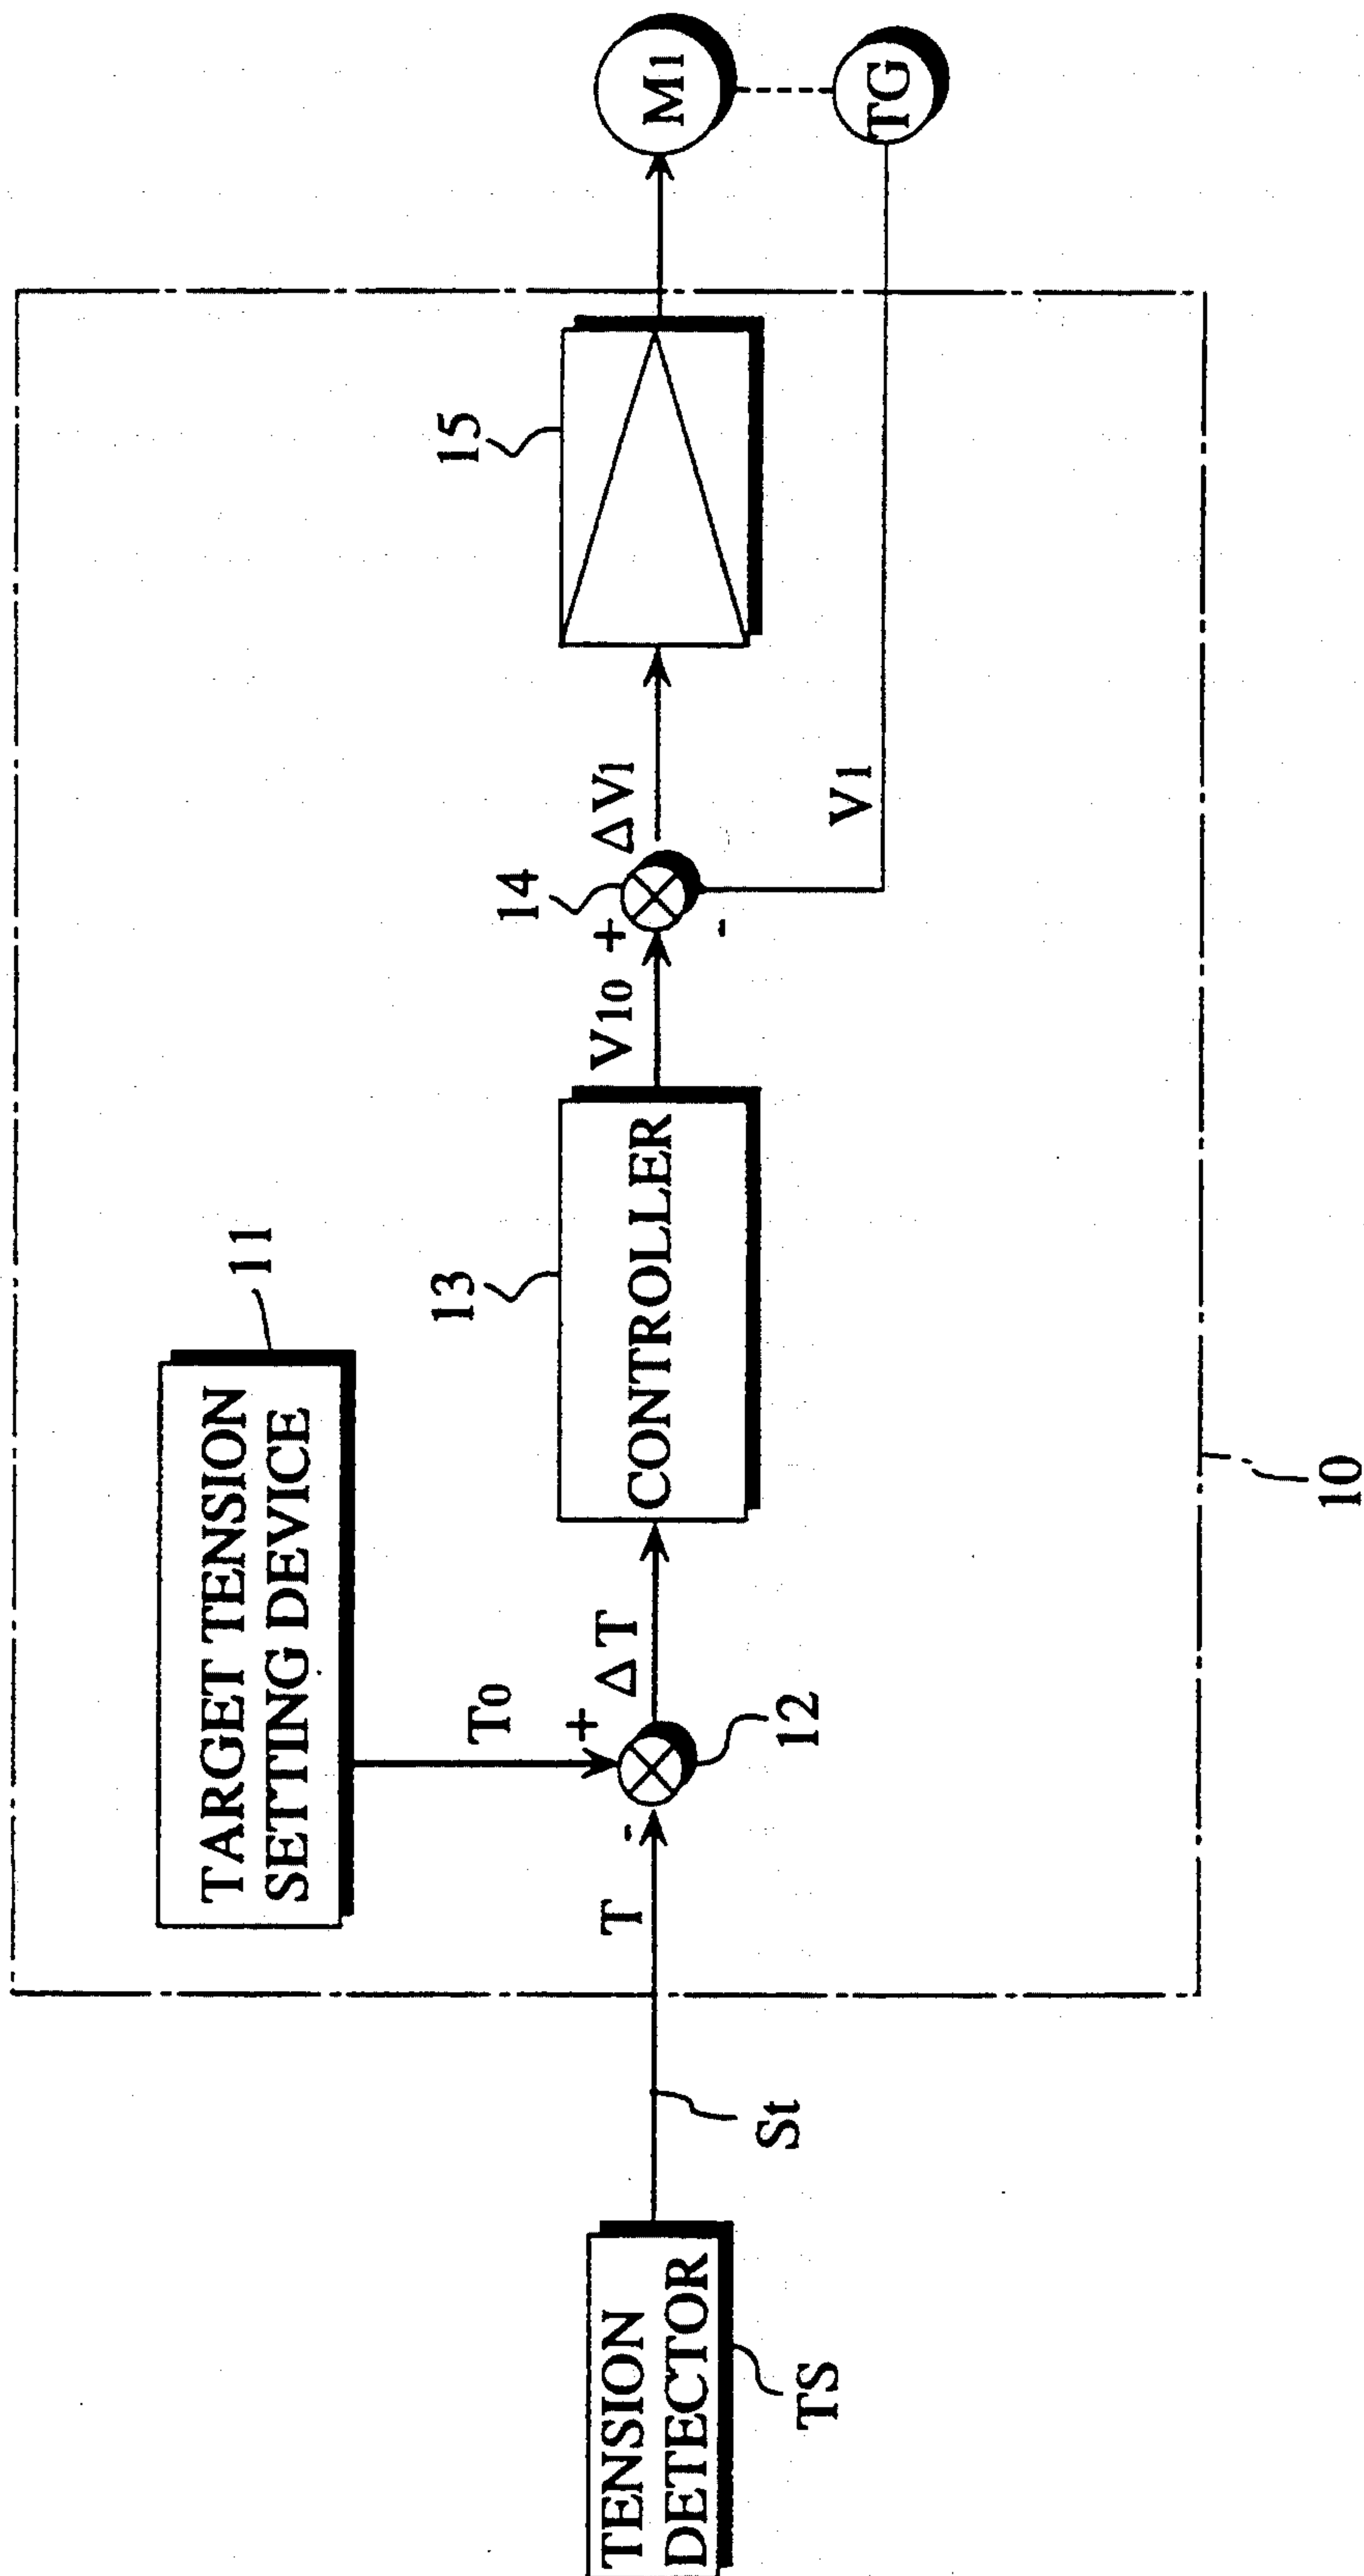 TARGET TENSION
SETTING DEVICE
11
T0
+
-
T
ΔT
12
TENSION
DETECTOR
TS
St
13
CONTROLLER
V10
+
-
14
ΔV1
15
V1
M1
TG
10